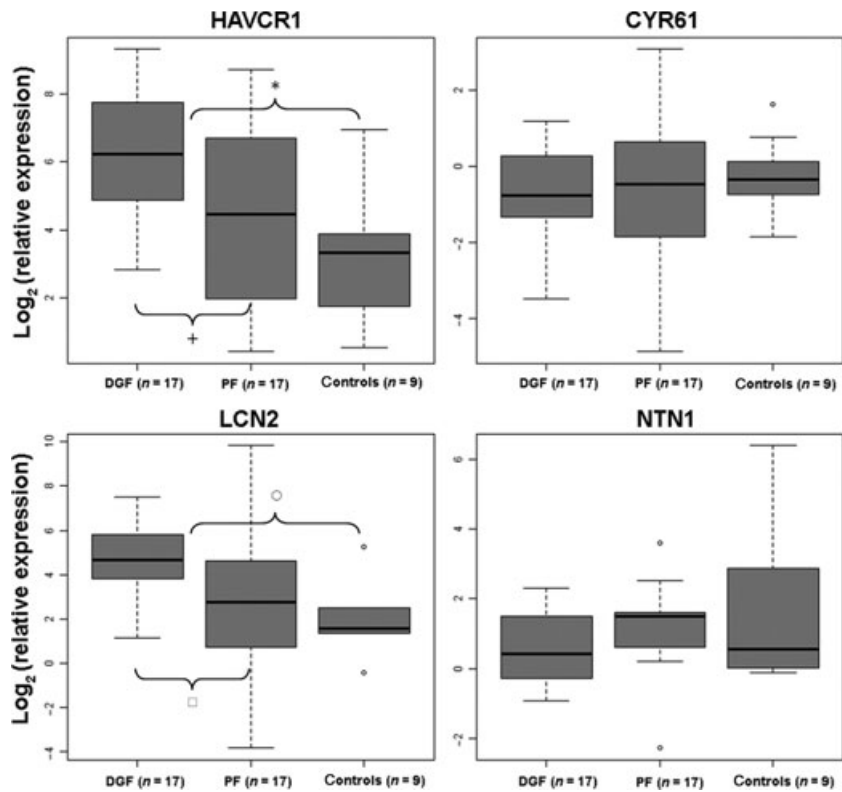 HAVCR1
CYR61
Log2 (relative expression)
8
6
4
2
*
+
DGF (n = 17) PF (n = 17) Controls (n = 9)
2
0
-2
-4
DGF (n = 17) PF (n = 17) Controls (n = 9)
LCN2
NTN1
Log2 (relative expression)
10
8
6
4
2
0
-2
-4
○
□
DGF (n = 17) PF (n = 17) Controls (n = 9)
6
4
2
0
-2
DGF (n = 17) PF (n = 17) Controls (n = 9)